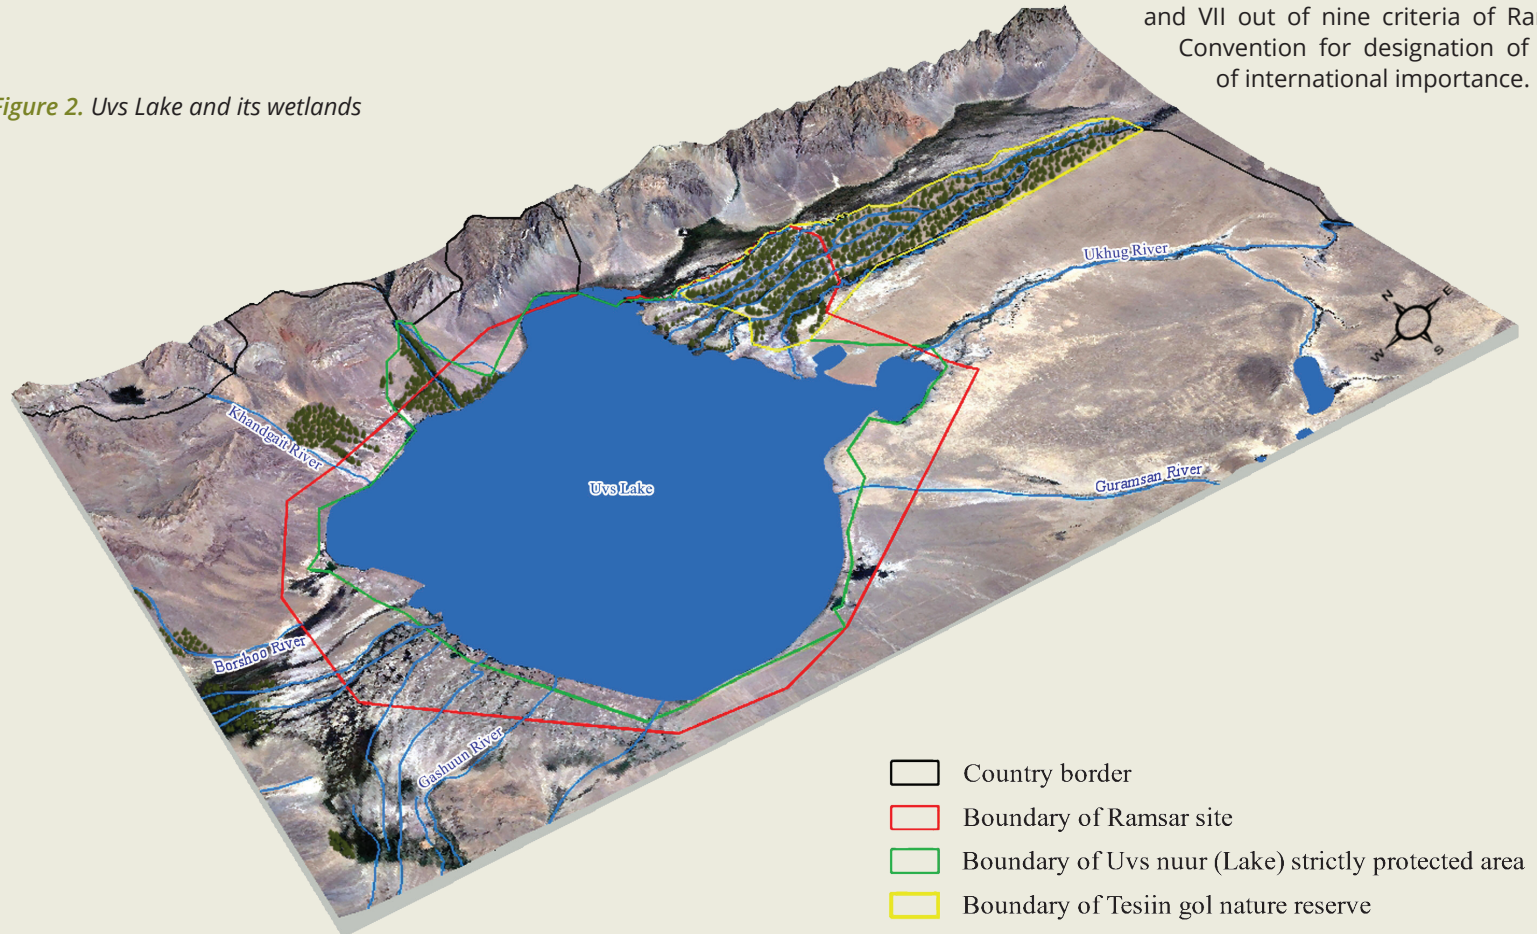 and VII out of nine criteria of
Convention for designation of
of international importance.
Figure 2. Uvs Lake and its wetlands
Ukhug River
N
E
W
S
Khandgait River
Uvs Lake
Guramsan River
Borshoo River
Gashuun River
Country border
Boundary of Ramsar site
Boundary of Uvs nuur (Lake) strictly protected area
Boundary of Tesiin gol nature reserve